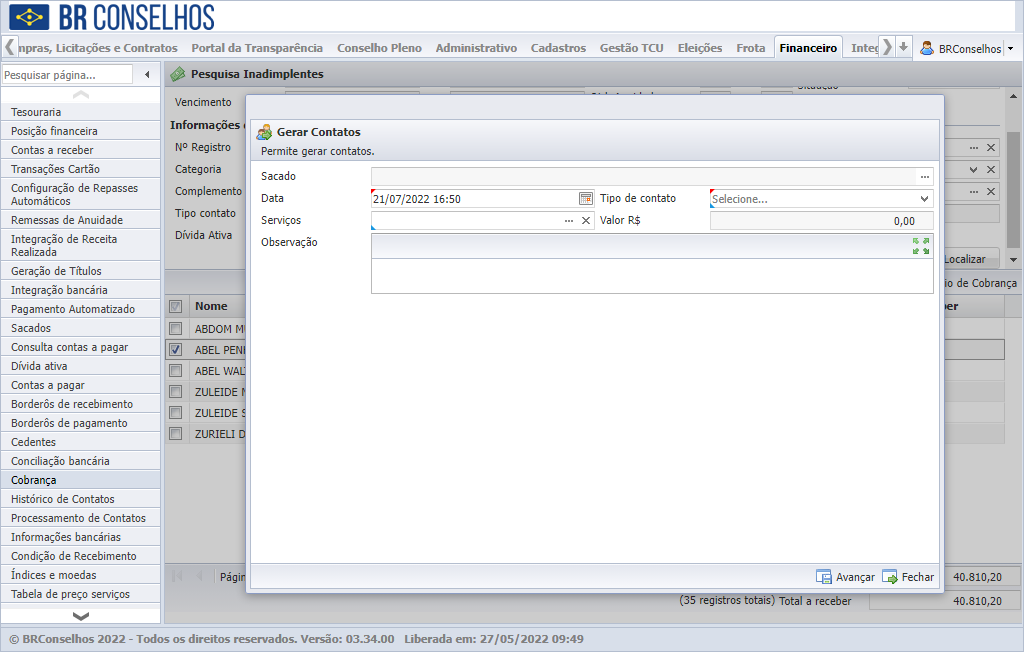 BR CONSELHOS
mpras, Licitações e Contratos Portal da Transparência Conselho Pleno Administrativo Cadastros Gestão TCU Eleições Frota Financeiro Integ BRConselhos
Pesquisar página...
Pesquisa Inadimplentes
Tesouraria
Posição financeira
Contas a receber
Transações Cartão
Configuração de Repasses
Automáticos
Remessas de Anuidade
Integração de Receita
Realizada
Geração de Títulos
Integração bancária
Pagamento Automatizado
Sacados
Consulta contas a pagar
Dívida ativa
Contas a pagar
Borderôs de recebimento
Borderôs de pagamento
Cedentes
Conciliação bancária
Cobrança
Histórico de Contatos
Processamento de Contatos
Informações bancárias
Condição de Recebimento
Índices e moedas
Tabela de preço serviços
Vencimento
Situação
Informações
Nº Registro
Categoria
Complemento
Tipo contato
Dívida Ativa
Localizar
io de Cobrança
Nome
ber
ABDOM M
ABEL PEN
ABEL WAL
ZULEIDE
ZULEIDE S
ZURIELI D
Gerar Contatos
Permite gerar contatos.
Sacado
Data 21/07/2022 16:50 Tipo de contato Selecione...
Serviços Valor R$ 0,00
Observação
Avançar Fechar
Págin
40.810,20
(35 registros totais) Total a receber 40.810,20
© BRConselhos 2022 - Todos os direitos reservados. Versão: 03.34.00 Liberada em: 27/05/2022 09:49